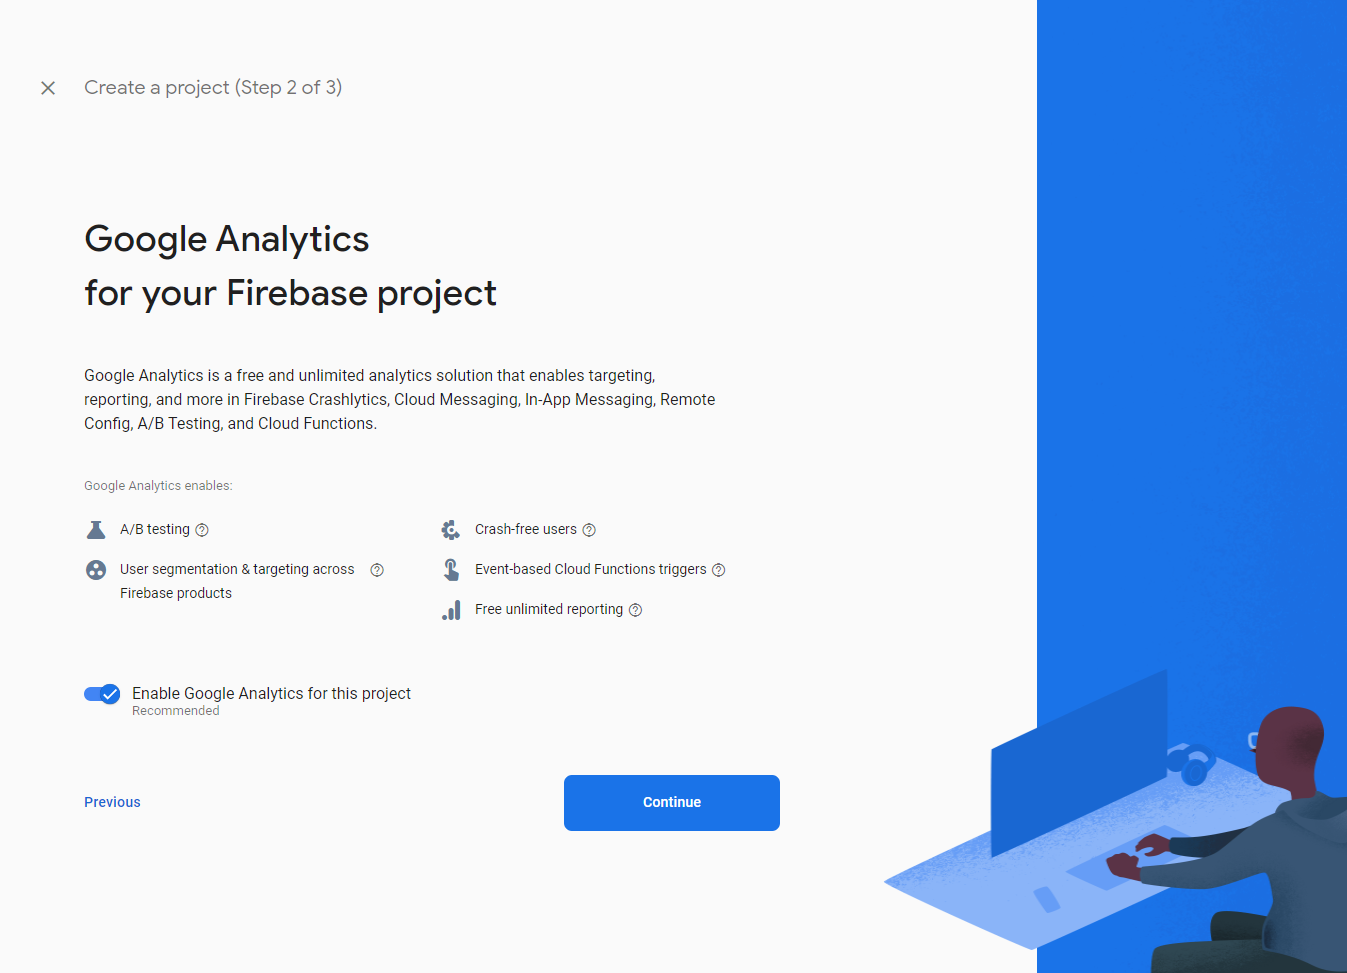 Create a project (Step 2 of 3)
Google Analytics
for your Firebase project
Google Analytics is a free and unlimited analytics solution that enables targeting,
reporting, and more in Firebase Crashlytics, Cloud Messaging, In-App Messaging, Remote
Config, A/B Testing, and Cloud Functions.
Google Analytics enables:
A/B testing
User segmentation & targeting across
Firebase products
Crash-free users
Event-based Cloud Functions triggers
Free unlimited reporting
Enable Google Analytics for this project
Recommended
Previous
Continue